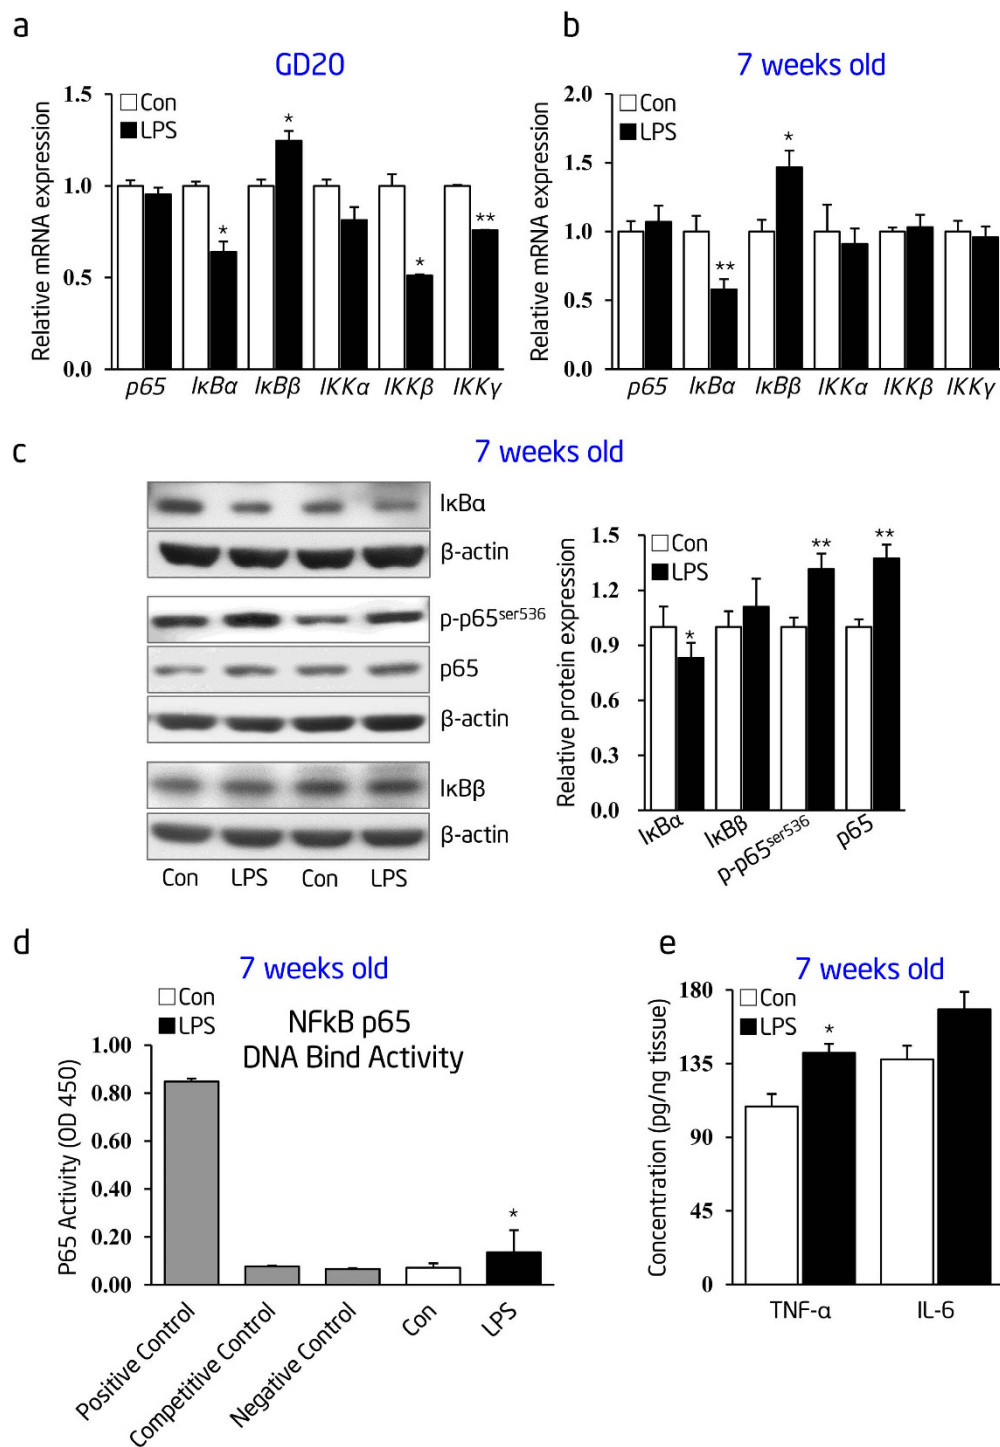 a
GD20
Con
LPS
Relative mRNA expression
1.5
1.0
0.5
0.0
*
*
*
**
p65 IκBα IκBβ IKKα IKKβ IKKγ
b
7 weeks old
Con
LPS
Relative mRNA expression
2.0
1.5
1.0
0.5
0.0
**
*
p65 IκBα IκBβ IKKα IKKβ IKKγ
c
7 weeks old
IκBα
β-actin
p-p65ser536
p65
β-actin
IκBβ
β-actin
Con LPS Con LPS
Con
LPS
Relative protein expression
1.5
1.2
0.9
0.6
0.3
0.0
*
**
**
IκBα IκBβ p-p65ser536 p65
d
7 weeks old
Con
LPS
NFkB p65
DNA Bind Activity
P65 Activity (OD 450)
1.00
0.80
0.60
0.40
0.20
0.00
*
Positive Control Competitive Control Negative Control Con LPS
e
7 weeks old
Con
LPS
Concentration (pg/ng tissue)
180
135
90
45
0
*
TNF-α IL-6